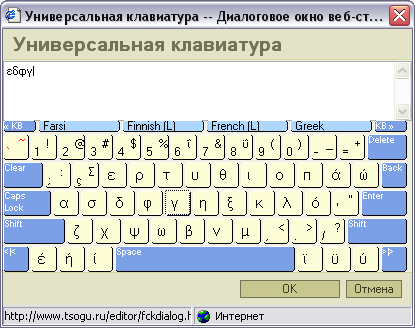 Универсальная клавиатура -- Диалоговое окно веб-ст...
Универсальная клавиатура
εδφγ
« KB Farsi Finnish (L) French (L) Greek KB »
` ~ 1 ! 2 @ 3 # 4 $ 5 % 6 ΐ 7 & 8 ΰ 9 ( 0 ) - _ = + Delete
Clear ; : ς Σ ε ρ τ υ θ ι ο π ά ώ Back
Caps Lock α σ δ φ γ η ξ κ λ ό ' " Enter
Shift ζ χ ψ ω β ν μ , < . > / ? Shift
<|< έ ή ί Space ϊ ϋ ύ >|>
OK Отмена
http://www.tsogu.ru/editor/fckdialog.h Интернет